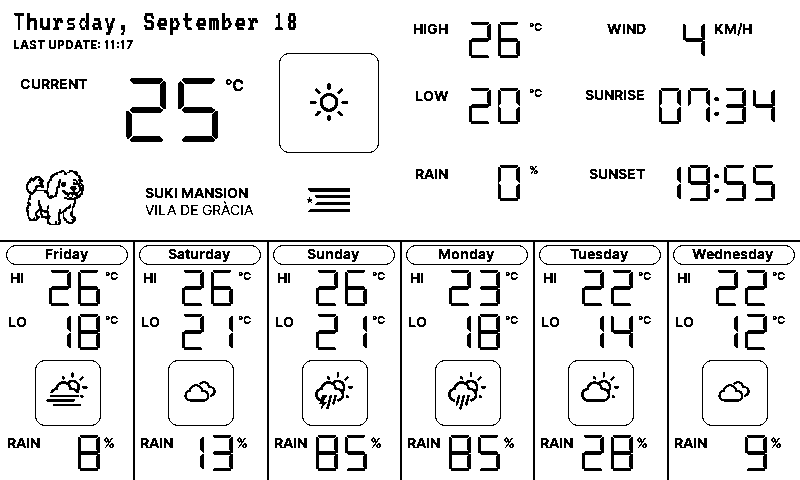 Thursday, September 18
LAST UPDATE: 11:17
CURRENT 25 °C
SUKI MANSION
VILA DE GRÀCIA
HIGH 26 °C
LOW 20 °C
RAIN 0 %
WIND 4 KM/H
SUNRISE 07:34
SUNSET 19:55
Friday
HI 26 °C
LO 18 °C
RAIN 8 %
Saturday
HI 26 °C
LO 21 °C
RAIN 13 %
Sunday
HI 26 °C
LO 21 °C
RAIN 85 %
Monday
HI 23 °C
LO 18 °C
RAIN 85 %
Tuesday
HI 22 °C
LO 14 °C
RAIN 28 %
Wednesday
HI 22 °C
LO 12 °C
RAIN 9 %